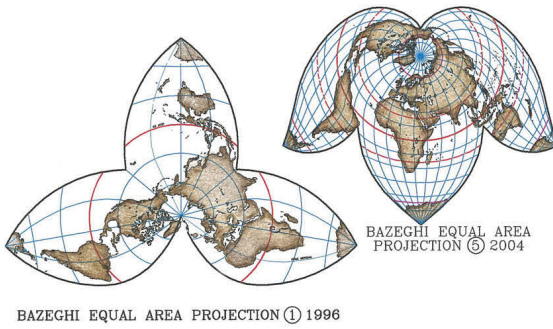 BAZEGHI EQUAL AREA
PROJECTION ⑤ 2004
BAZEGHI EQUAL AREA PROJECTION ① 1996